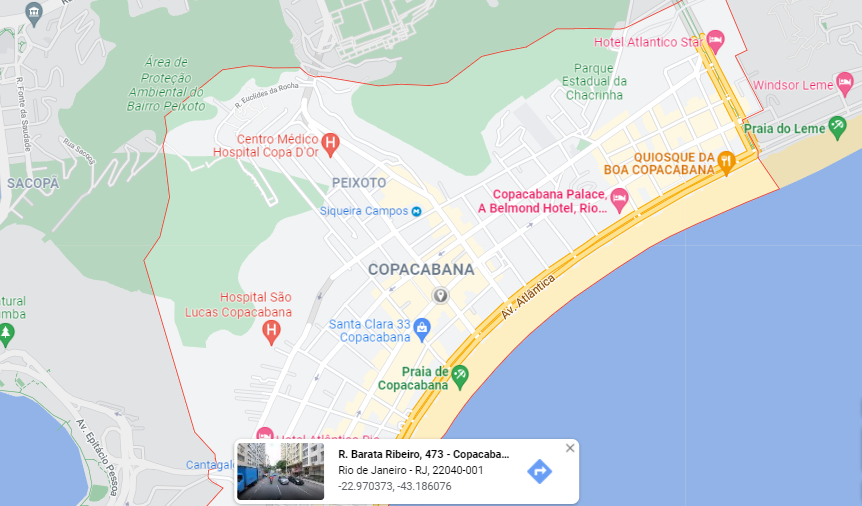 Hotel Atlantico Star
Área de
Proteção
Ambiental do
Bairro Peixoto
Parque
Estadual da
Chacrinha
Windsor Leme
R. Fonte da Saudade
R. Euclides da Rocha
Praia do Leme
Centro Médico
Hospital Copa D'Or
Rua Sacopã
QUIOSQUE DA
BOA COPACABANA
SACOPÃ
PEIXOTO
Copacabana Palace,
A Belmond Hotel, Rio...
Siqueira Campos
COPACABANA
Av. Atlântica
Hospital São
Lucas Copacabana
Santa Clara 33
Copacabana
Praia de
Copacabana
Av. Epitácio Pessoa
Hotel Atlântico Rio
Cantagal
R. Barata Ribeiro, 473 - Copacaba...
Rio de Janeiro - RJ, 22040-001
-22.970373, -43.186076